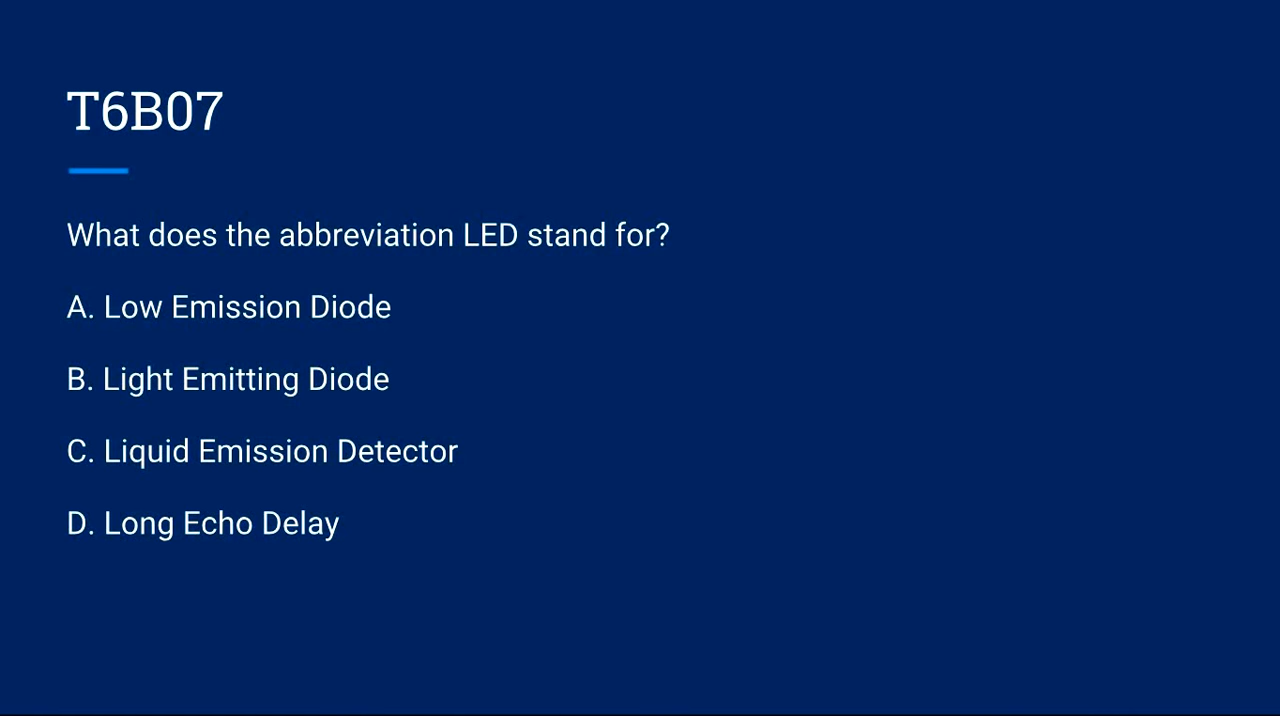 T6B07
What does the abbreviation LED stand for?
A. Low Emission Diode
B. Light Emitting Diode
C. Liquid Emission Detector
D. Long Echo Delay